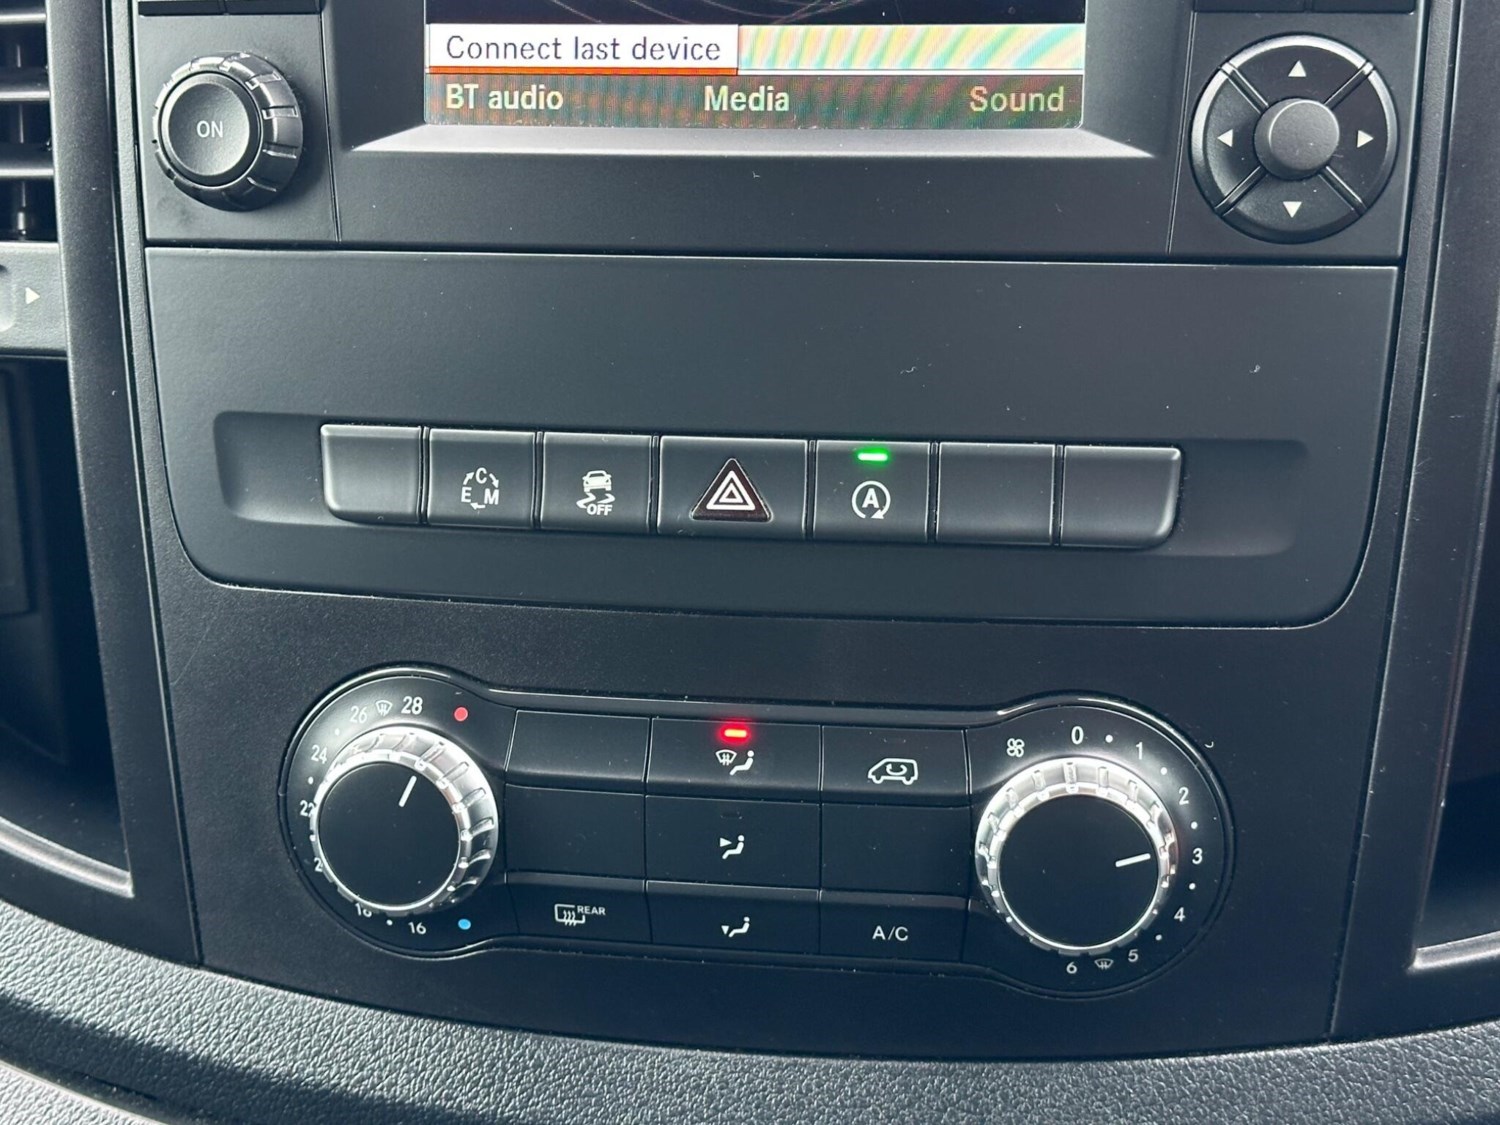 Connect last device
BT audio Media Sound
ON
C
E M
OFF
A
26 28
24
22
16
REAR
A/C
0 1
2
3
4
5
6